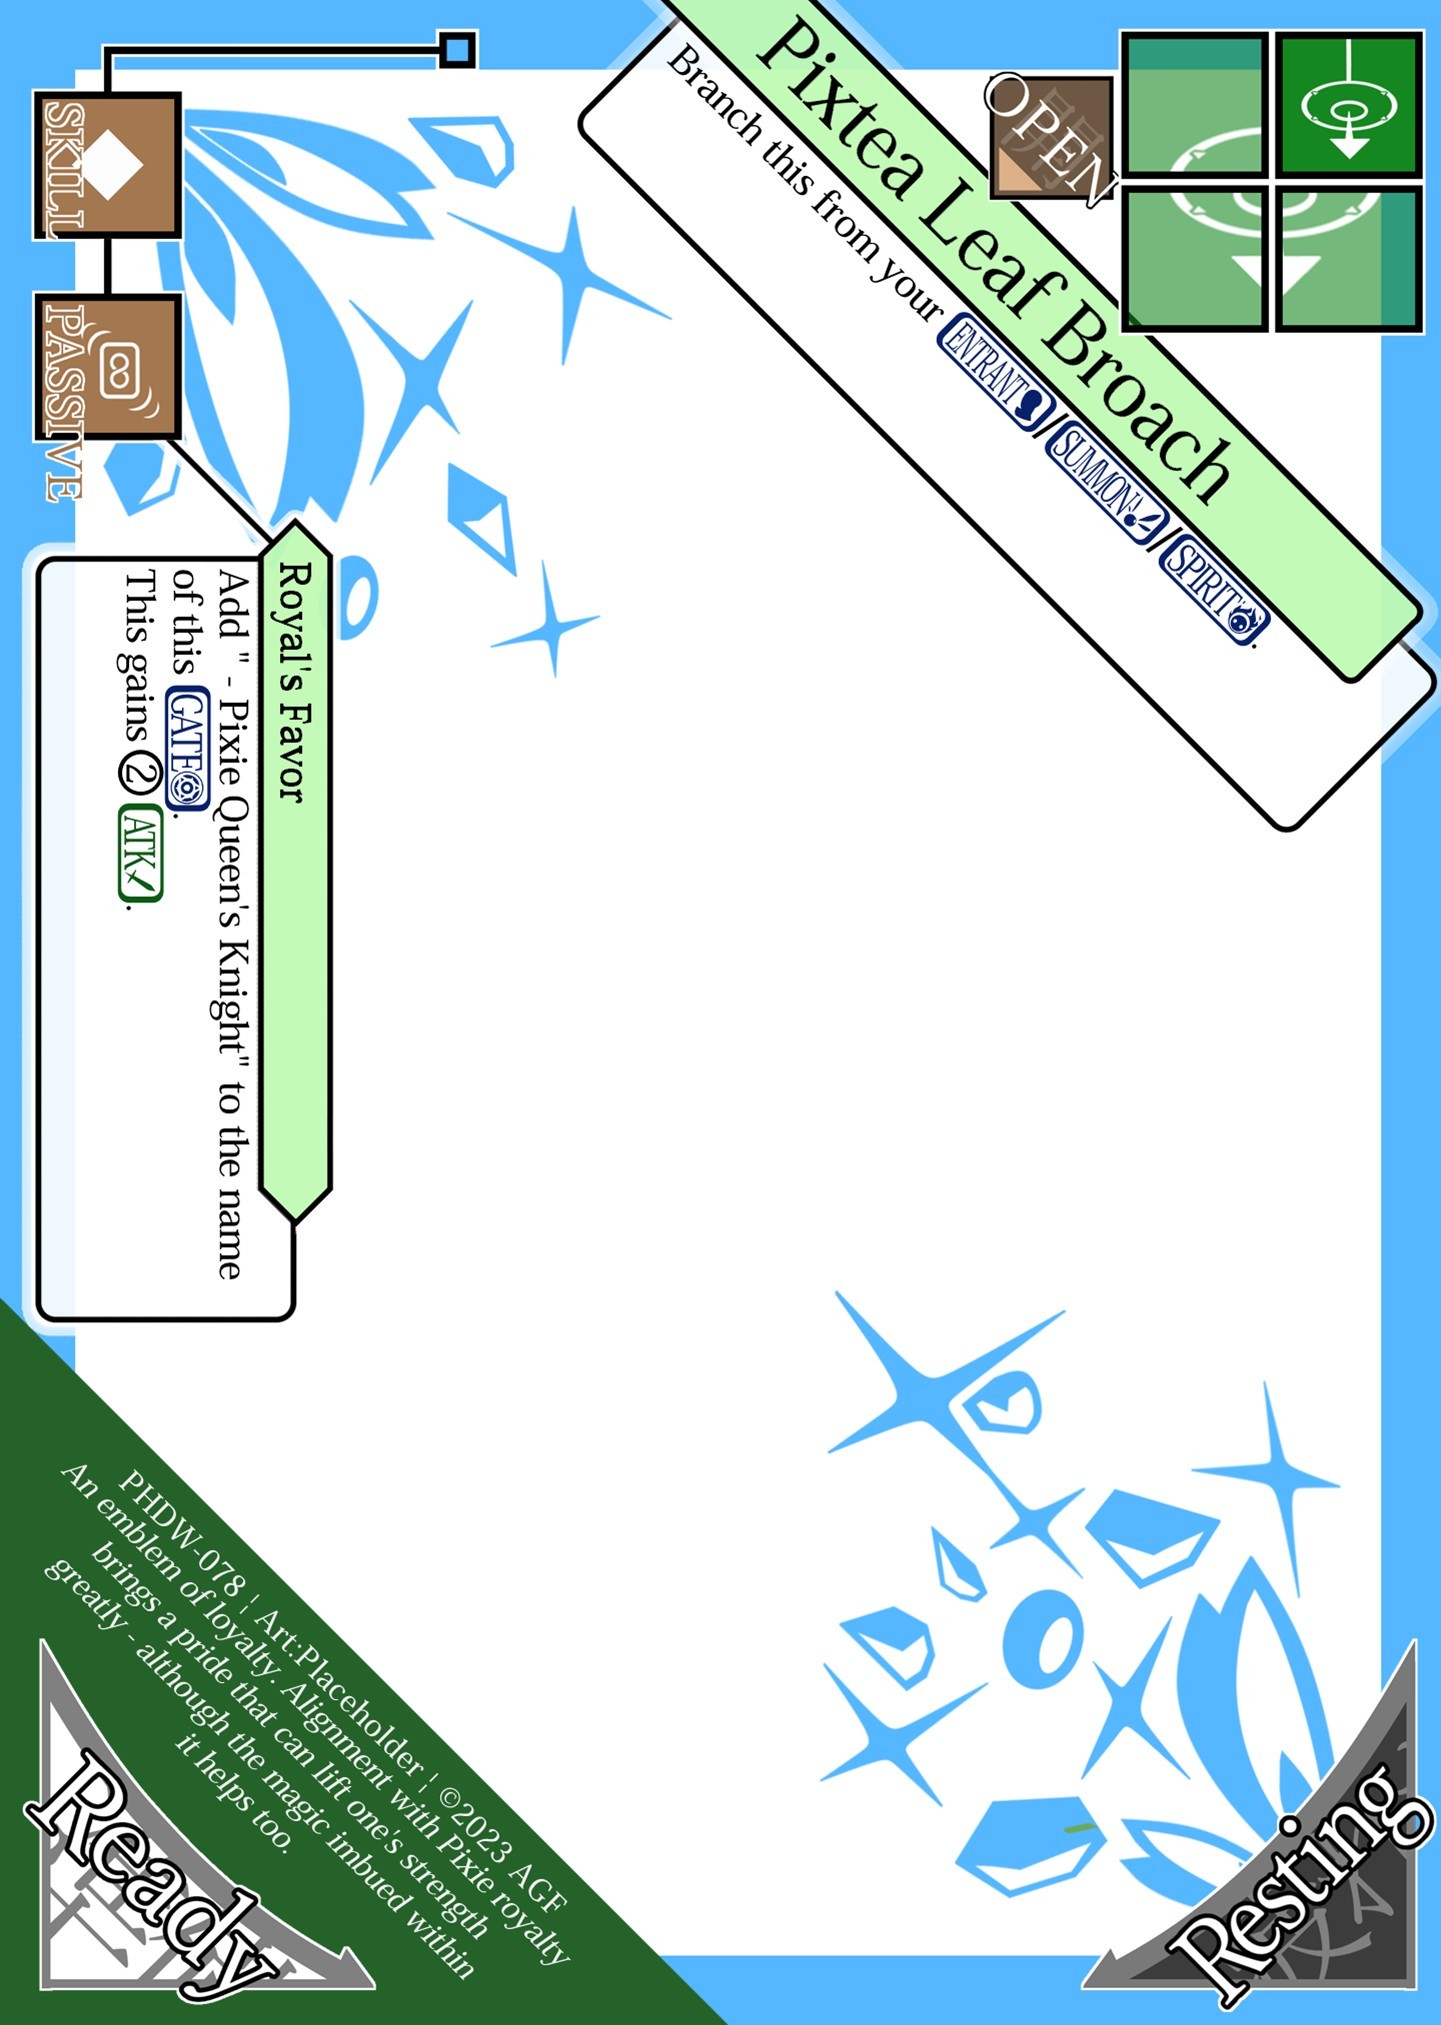 Pixtea Leaf Broach
OPEN
Branch this from your ENTRANT/SUMMON/SPIRIT.
SKILL
PASSIVE
Royal's Favor
Add " - Pixie Queen's Knight" to the name
of this GATE.
This gains 2 ATK.
PHDW-078 ¦ Art:Placeholder ¦ ©2023 AGF
An emblem of loyalty. Alignment with Pixie royalty
brings a pride that can lift one's strength
greatly - although the magic imbued within
it helps too.
Ready
Resting